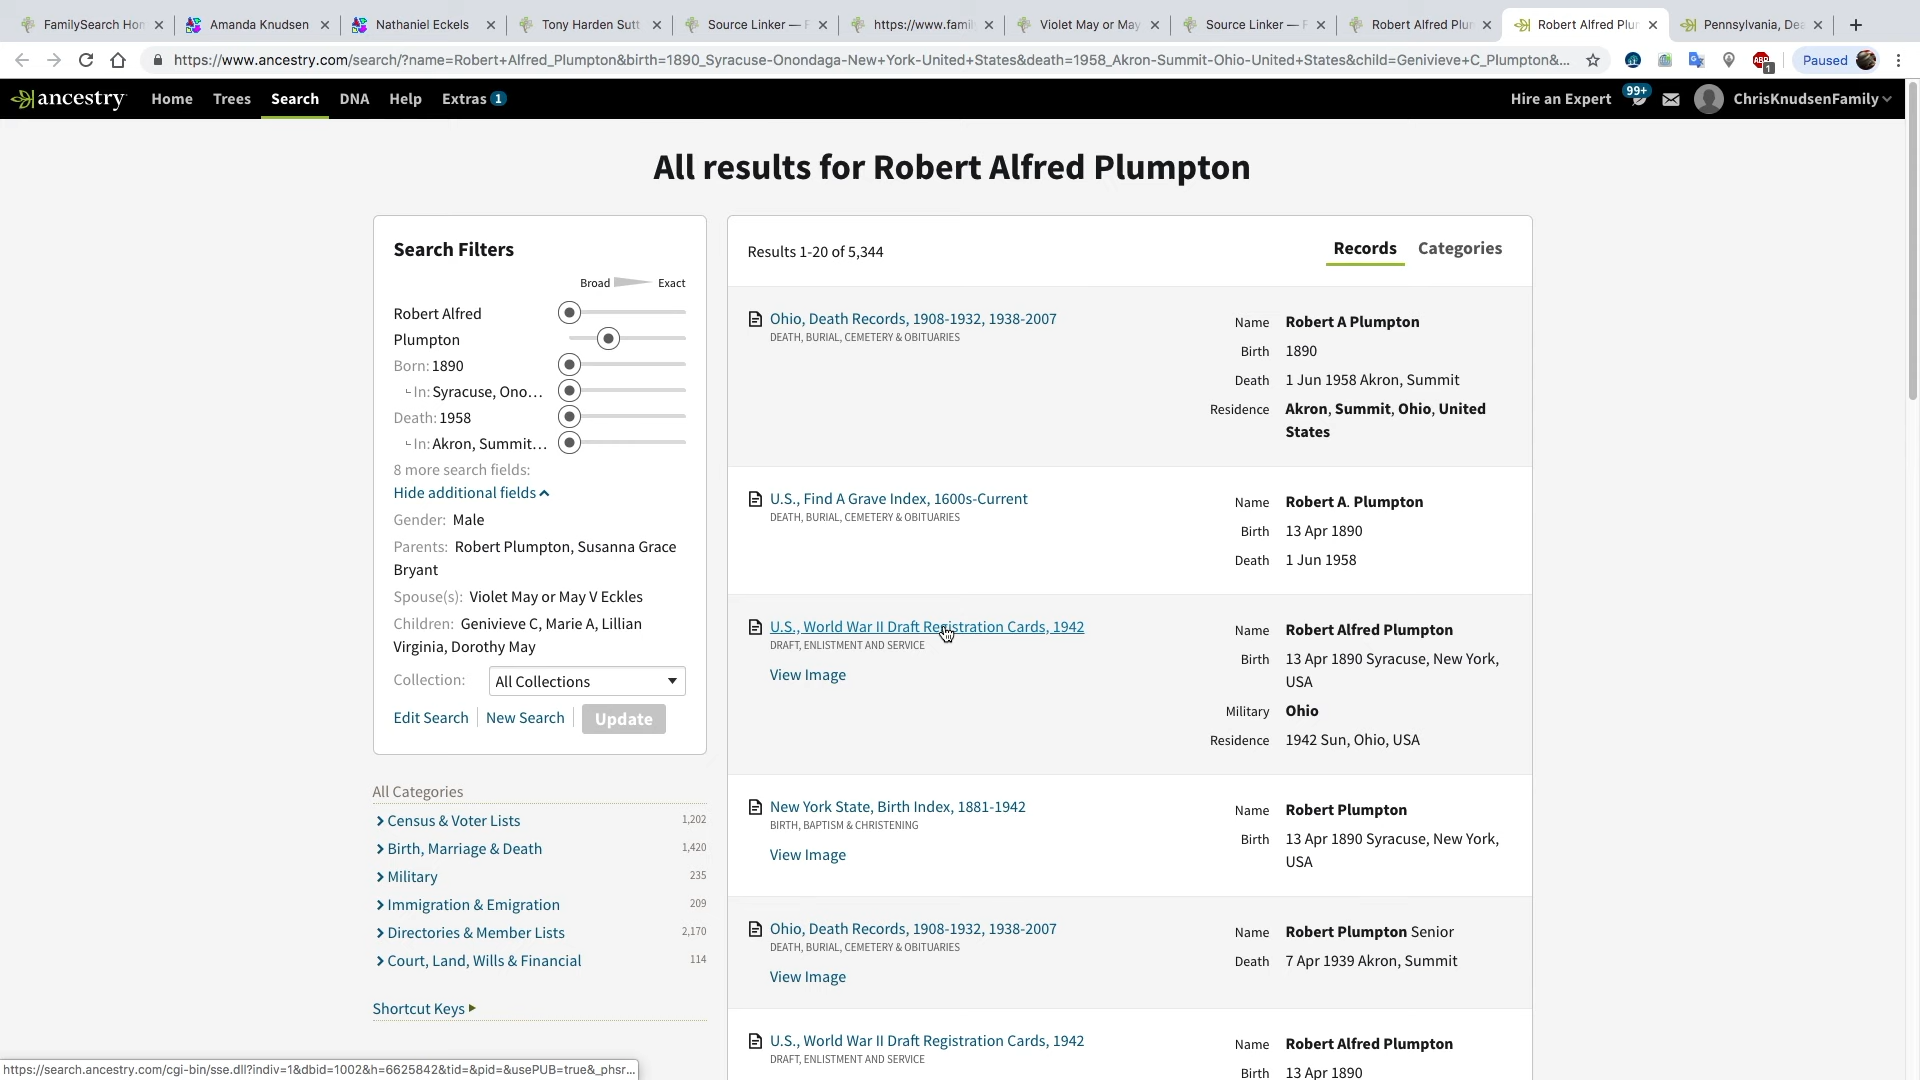 FamilySearch Hom
Amanda Knudsen
Nathaniel Eckels
Tony Harden Sutt
Source Linker — F
https://www.famil
Violet May or May
Source Linker — F
Robert Alfred Plum
Robert Alfred Plum
Pennsylvania, Dea
https://www.ancestry.com/search/?name=Robert+Alfred_Plumpton&birth=1890_Syracuse-Onondaga-New+York-United+States&death=1958_Akron-Summit-Ohio-United+States&child=Genivieve+C_Plumpton&...
ABP
1
Paused
ancestry
Home
Trees
Search
DNA
Help
Extras 1
Hire an Expert
99+
ChrisKnudsenFamily
All results for Robert Alfred Plumpton
Search Filters
Broad Exact
Robert Alfred
Plumpton
Born: 1890
In: Syracuse, Ono...
Death: 1958
In: Akron, Summit...
8 more search fields:
Hide additional fields
Gender: Male
Parents: Robert Plumpton, Susanna Grace
Bryant
Spouse(s): Violet May or May V Eckles
Children: Genivieve C, Marie A, Lillian
Virginia, Dorothy May
Collection: All Collections
Edit Search New Search Update
All Categories
Census & Voter Lists 1,202
Birth, Marriage & Death 1,420
Military 235
Immigration & Emigration 209
Directories & Member Lists 2,170
Court, Land, Wills & Financial 114
Shortcut Keys
Results 1-20 of 5,344
Records Categories
Ohio, Death Records, 1908-1932, 1938-2007
DEATH, BURIAL, CEMETERY & OBITUARIES
Name Robert A Plumpton
Birth 1890
Death 1 Jun 1958 Akron, Summit
Residence Akron, Summit, Ohio, United
States
U.S., Find A Grave Index, 1600s-Current
DEATH, BURIAL, CEMETERY & OBITUARIES
Name Robert A. Plumpton
Birth 13 Apr 1890
Death 1 Jun 1958
U.S., World War II Draft Registration Cards, 1942
DRAFT, ENLISTMENT AND SERVICE
View Image
Name Robert Alfred Plumpton
Birth 13 Apr 1890 Syracuse, New York,
USA
Military Ohio
Residence 1942 Sun, Ohio, USA
New York State, Birth Index, 1881-1942
BIRTH, BAPTISM & CHRISTENING
View Image
Name Robert Plumpton
Birth 13 Apr 1890 Syracuse, New York,
USA
Ohio, Death Records, 1908-1932, 1938-2007
DEATH, BURIAL, CEMETERY & OBITUARIES
View Image
Name Robert Plumpton Senior
Death 7 Apr 1939 Akron, Summit
U.S., World War II Draft Registration Cards, 1942
DRAFT, ENLISTMENT AND SERVICE
Name Robert Alfred Plumpton
Birth 13 Apr 1890
https://search.ancestry.com/cgi-bin/sse.dll?indiv=1&dbid=1002&h=6625842&tid=&pid=&usePUB=true&_phsr...